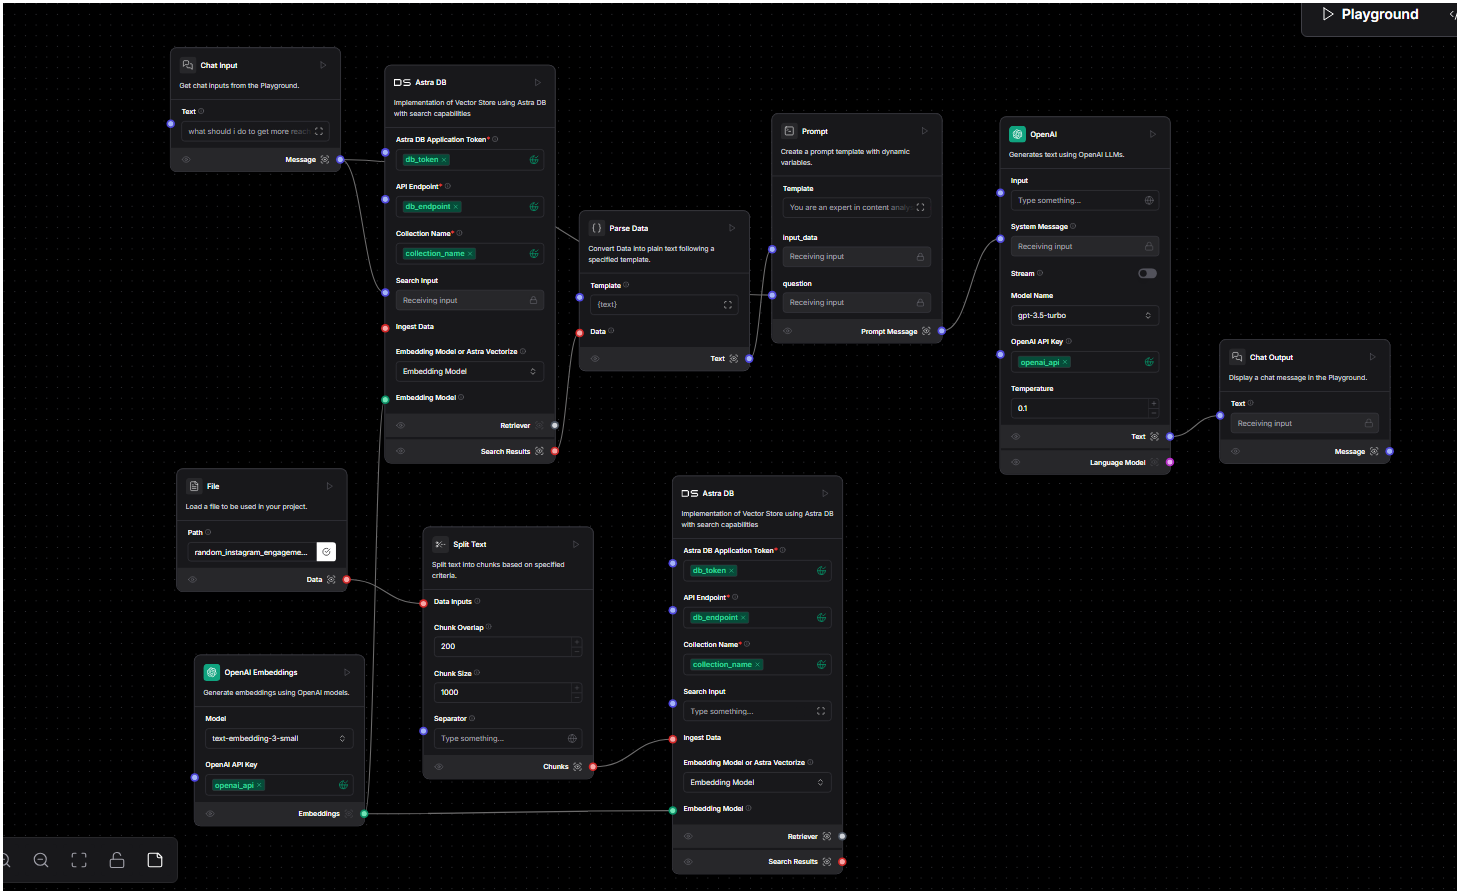 Playground
Chat Input
Get chat inputs from the Playground.
Text
what should i do to get more reac
Message
DS Astra DB
Implementation of Vector Store using Astra DB
with search capabilities
Astra DB Application Token*
db_token ×
API Endpoint*
db_endpoint ×
Collection Name*
collection_name ×
Search Input
Receiving input
Ingest Data
Embedding Model or Astra Vectorize
Embedding Model
Embedding Model
Retriever
Search Results
Parse Data
Convert Data into plain text following a
specified template.
Template
{text}
Data
Text
Prompt
Create a prompt template with dynamic
variables.
Template
You are an expert in content analy
input_data
Receiving input
question
Receiving input
Prompt Message
OpenAI
Generates text using OpenAI LLMs.
Input
Type something...
System Message
Receiving input
Stream
Model Name
gpt-3.5-turbo
OpenAI API Key
openai_api ×
Temperature
0.1
Text
Language Model
Chat Output
Display a chat message in the Playground.
Text
Receiving input
Message
File
Load a file to be used in your project.
Path
random_instagram_engageme...
Data
OpenAI Embeddings
Generate embeddings using OpenAI models.
Model
text-embedding-3-small
OpenAI API Key
openai_api ×
Embeddings
Split Text
Split text into chunks based on specified
criteria.
Data Inputs
Chunk Overlap
200
Chunk Size
1000
Separator
Type something...
Chunks
DS Astra DB
Implementation of Vector Store using Astra DB
with search capabilities
Astra DB Application Token*
db_token ×
API Endpoint*
db_endpoint ×
Collection Name*
collection_name ×
Search Input
Type something...
Ingest Data
Embedding Model or Astra Vectorize
Embedding Model
Embedding Model
Retriever
Search Results